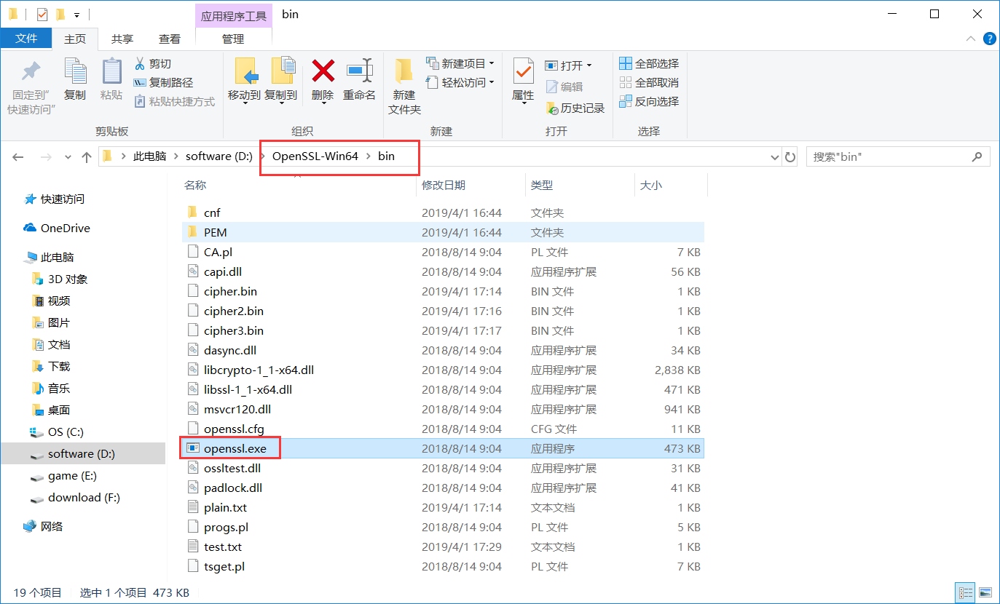 应用程序工具 bin
文件 主页 共享 查看 管理
固定到"快速访问"
复制
粘贴
剪切
复制路径
粘贴快捷方式
剪贴板
移动到 复制到 删除 重命名
组织
新建
文件夹
新建项目
轻松访问
新建
属性
打开
编辑
历史记录
打开
全部选择
全部取消
反向选择
选择
此电脑 software (D:) OpenSSL-Win64 bin
搜索"bin"
快速访问
OneDrive
此电脑
3D 对象
视频
图片
文档
下载
音乐
桌面
OS (C:)
software (D:)
game (E:)
download (F:)
网络
名称 修改日期 类型 大小
cnf 2019/4/1 16:44 文件夹
PEM 2019/4/1 16:44 文件夹
CA.pl 2018/8/14 9:04 PL 文件 7 KB
capi.dll 2018/8/14 9:04 应用程序扩展 56 KB
cipher.bin 2019/4/1 17:14 BIN 文件 1 KB
cipher2.bin 2019/4/1 17:16 BIN 文件 1 KB
cipher3.bin 2019/4/1 17:17 BIN 文件 1 KB
dasync.dll 2018/8/14 9:04 应用程序扩展 34 KB
libcrypto-1_1-x64.dll 2018/8/14 9:04 应用程序扩展 2,838 KB
libssl-1_1-x64.dll 2018/8/14 9:04 应用程序扩展 471 KB
msvcr120.dll 2018/8/14 9:04 应用程序扩展 941 KB
openssl.cfg 2018/8/14 9:04 CFG 文件 11 KB
openssl.exe 2018/8/14 9:04 应用程序 473 KB
ossltest.dll 2018/8/14 9:04 应用程序扩展 31 KB
padlock.dll 2018/8/14 9:04 应用程序扩展 41 KB
plain.txt 2019/4/1 17:14 文本文档 1 KB
progs.pl 2018/8/14 9:04 PL 文件 5 KB
test.txt 2019/4/1 17:29 文本文档 1 KB
tsget.pl 2018/8/14 9:04 PL 文件 7 KB
19 个项目 选中 1 个项目 473 KB